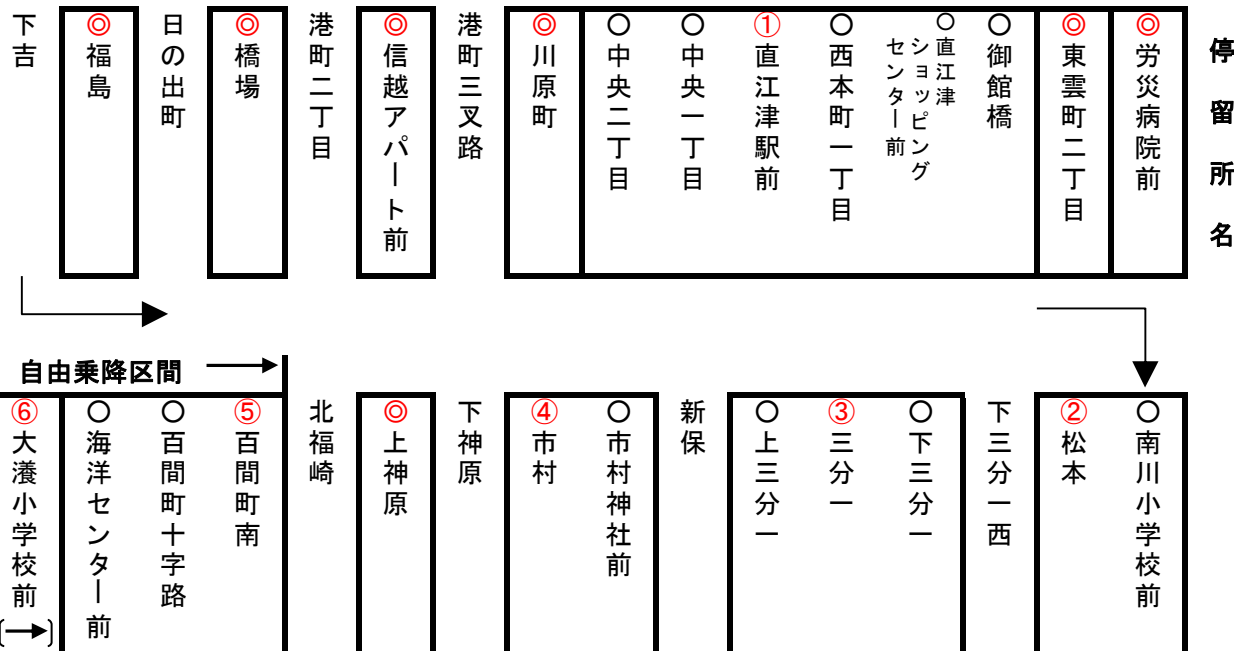 停留所名
◎労災病院前
◎東雲町二丁目
○御館橋
○直江津
ショッピング
センター前
○西本町一丁目
①直江津駅前
○中央一丁目
○中央二丁目
◎川原町
港町三叉路
◎信越アパート前
港町二丁目
◎橋場
日の出町
◎福島
下吉
自由乗降区間
○南川小学校前
②松本
下三分一西
○下三分一
③三分一
○上三分一
新保
○市村神社前
④市村
下神原
◎上神原
北福崎
⑤百間町南
○百間町十字路
○海洋センター前
⑥大瀁小学校前
(→)